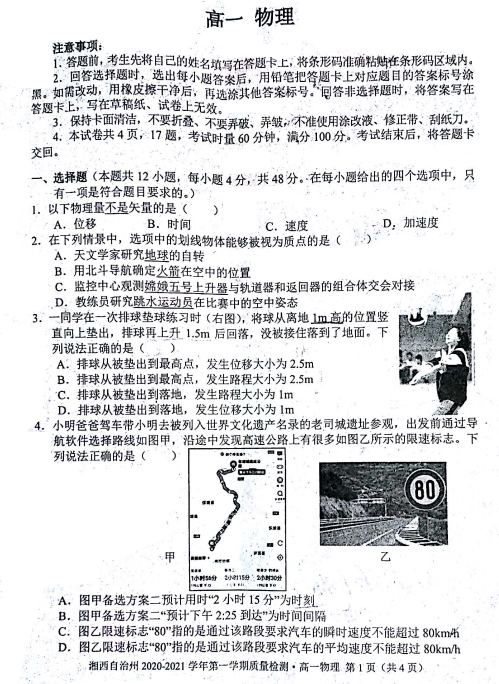 高一 物理
注意事项：
1．答题前，考生先将自己的姓名填写在答题卡上，将条形码准确粘贴在条形码区域内。
2．回答选择题时，选出每小题答案后，用铅笔把答题卡上对应题目的答案标号涂
黑。如需改动，用橡皮擦干净后，再选涂其他答案标号。回答非选择题时，将答案写在
答题卡上，写在草稿纸、试卷上无效。
3．保持卡面清洁，不要折叠、不要弄破、弄皱，不准使用涂改液、修正带、刮纸刀。
4．本试卷共 4 页，17 题，考试时量 60 分钟，满分 100 分。考试结束后，将答题卡
交回。
一、选择题（本题共 12 小题，每小题 4 分，共 48 分。在每小题给出的四个选项中，只
有一项是符合题目要求的。）
1．以下物理量不是矢量的是（　　）
A．位移　B．时间　C．速度　D．加速度
2．在下列情景中，选项中的划线物体能够被视为质点的是（　　）
A．天文学家研究地球的自转
B．用北斗导航确定火箭在空中的位置
C．监控中心观测嫦娥五号上升器与轨道器和返回器的组合体交会对接
D．教练员研究跳水运动员在比赛中的空中姿态
3．一同学在一次排球垫球练习时（右图），将球从离地 1m 高的位置竖
直向上垫出，排球再上升 1.5m 后回落，没被接住落到了地面。下
列说法正确的是（　　）
A．排球从被垫出到最高点，发生位移大小为 2.5m
B．排球从被垫出到最高点，发生路程大小为 2.5m
C．排球从被垫出到落地，发生路程大小为 1m
D．排球从被垫出到落地，发生位移大小为 1m
4．小明爸爸驾车带小明去被列入世界文化遗产名录的老司城遗址参观，出发前通过导
航软件选择路线如图甲，沿途中发现高速公路上有很多如图乙所示的限速标志。下
列说法正确的是（　　）
80
1小时56分　2小时15分　2小时30分
甲　乙
A．图甲备选方案二预计用时“2 小时 15 分”为时刻
B．图甲备选方案二“预计下午 2:25 到达”为时间间隔
C．图乙限速标志“80”指的是通过该路段要求汽车的瞬时速度不能超过 80km/h
D．图乙限速标志“80”指的是通过该路段要求汽车的平均速度不能超过 80km/h
湘西自治州 2020-2021 学年第一学期质量检测·高一物理 第 1 页（共 4 页）